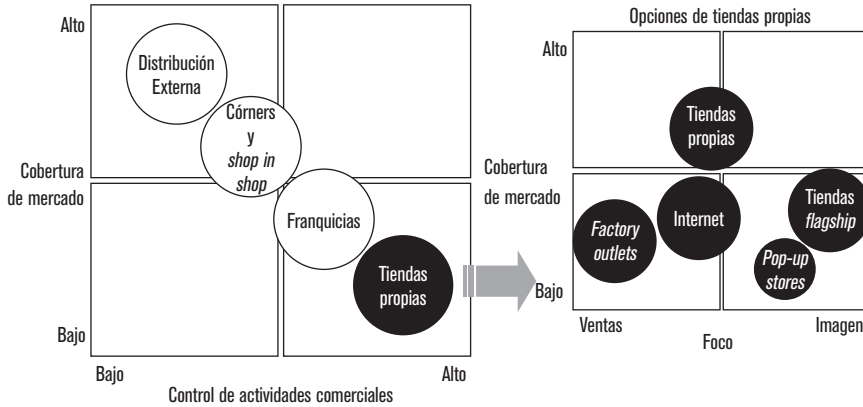 Alto
Distribución
Externa
Córners
y
shop in
shop
Cobertura
de mercado
Franquicias
Tiendas
propias
Bajo
Bajo
Alto
Control de actividades comerciales
Opciones de tiendas propias
Alto
Tiendas
propias
Cobertura
de mercado
Factory
outlets
Internet
Tiendas
flagship
Pop-up
stores
Bajo
Ventas
Imagen
Foco